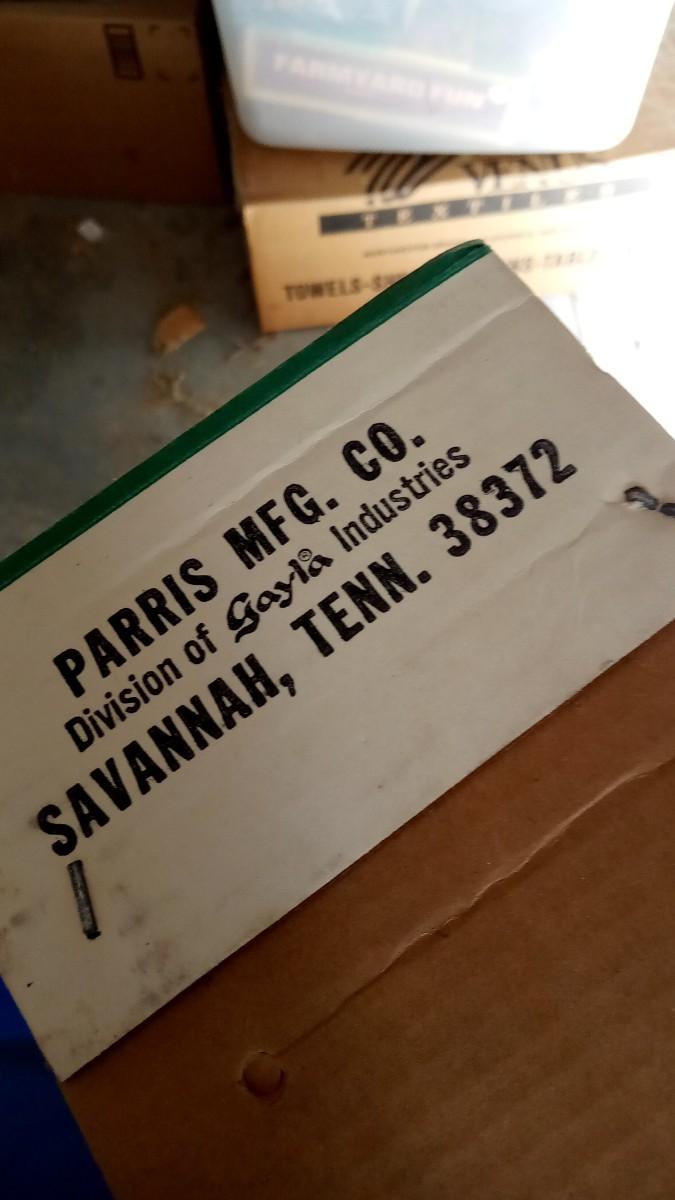 FARMYARD FUN
TEXTILES
TOWELS-
PARRIS MFG. CO.
Division of Gayla® Industries
SAVANNAH, TENN. 38372